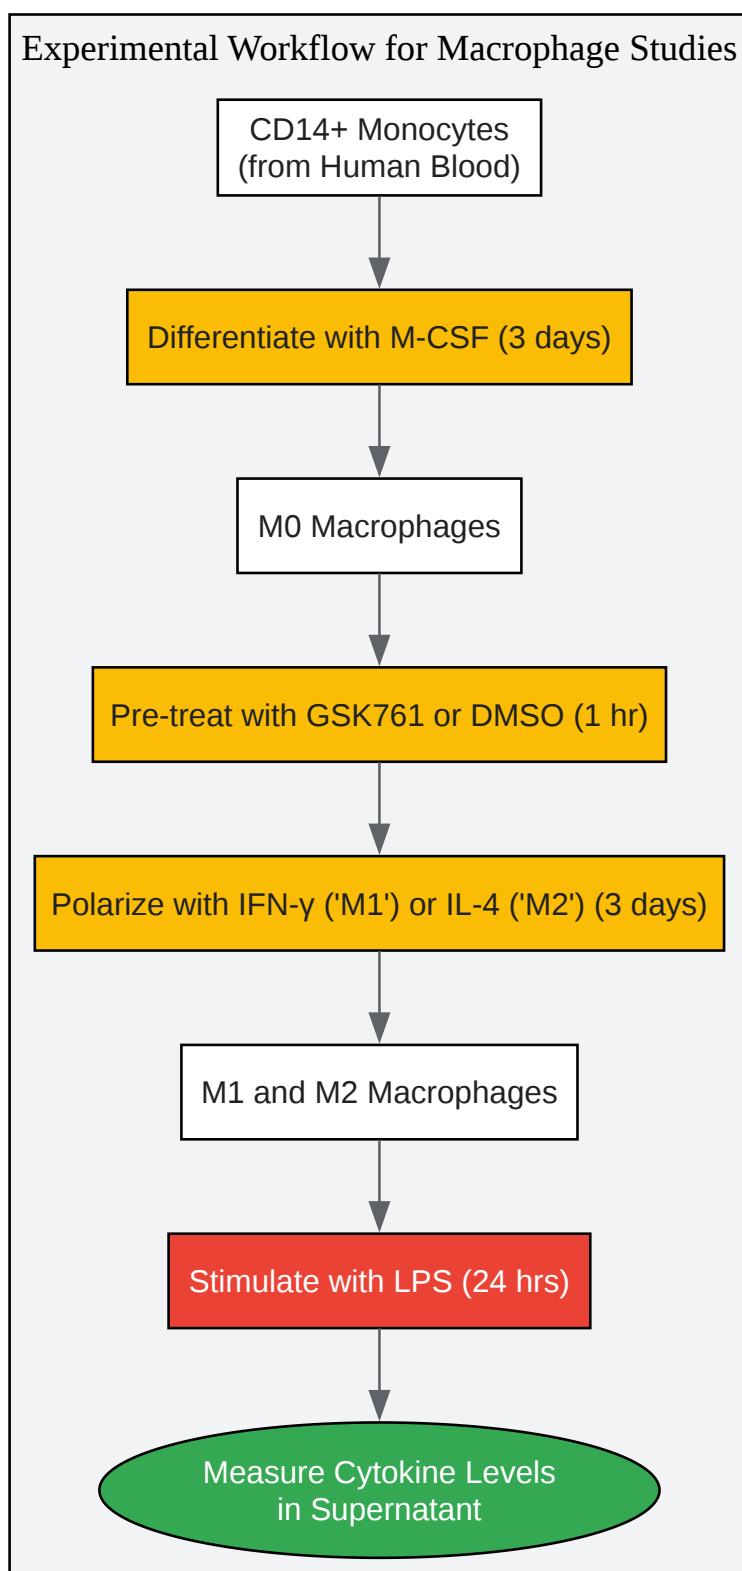 Experimental Workflow for Macrophage Studies
CD14+ Monocytes
(from Human Blood)
Differentiate with M-CSF (3 days)
M0 Macrophages
Pre-treat with GSK761 or DMSO (1 hr)
Polarize with IFN-γ ('M1') or IL-4 ('M2') (3 days)
M1 and M2 Macrophages
Stimulate with LPS (24 hrs)
Measure Cytokine Levels
in Supernatant